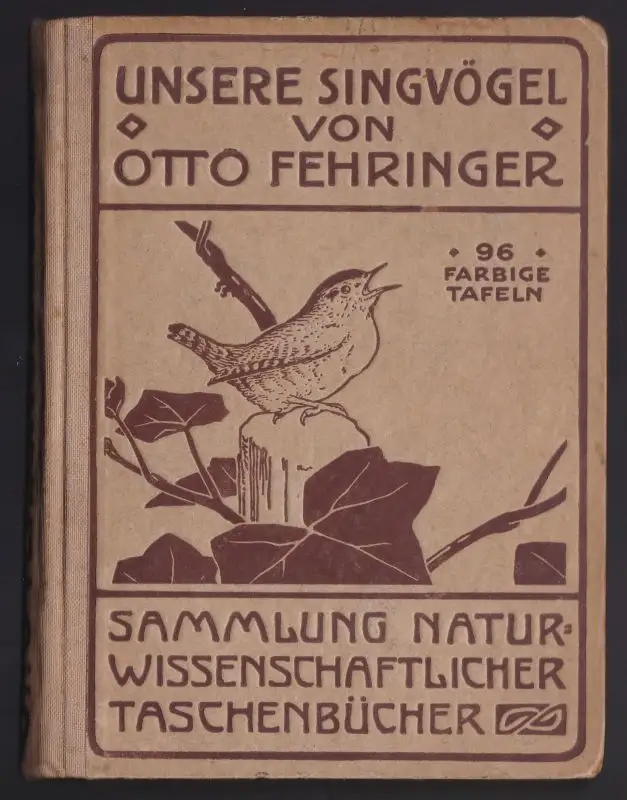 UNSERE SINGVÖGEL
VON
OTTO FEHRINGER
96
FARBIGE
TAFELN
SAMMLUNG NATUR=
WISSENSCHAFTLICHER
TASCHENBÜCHER